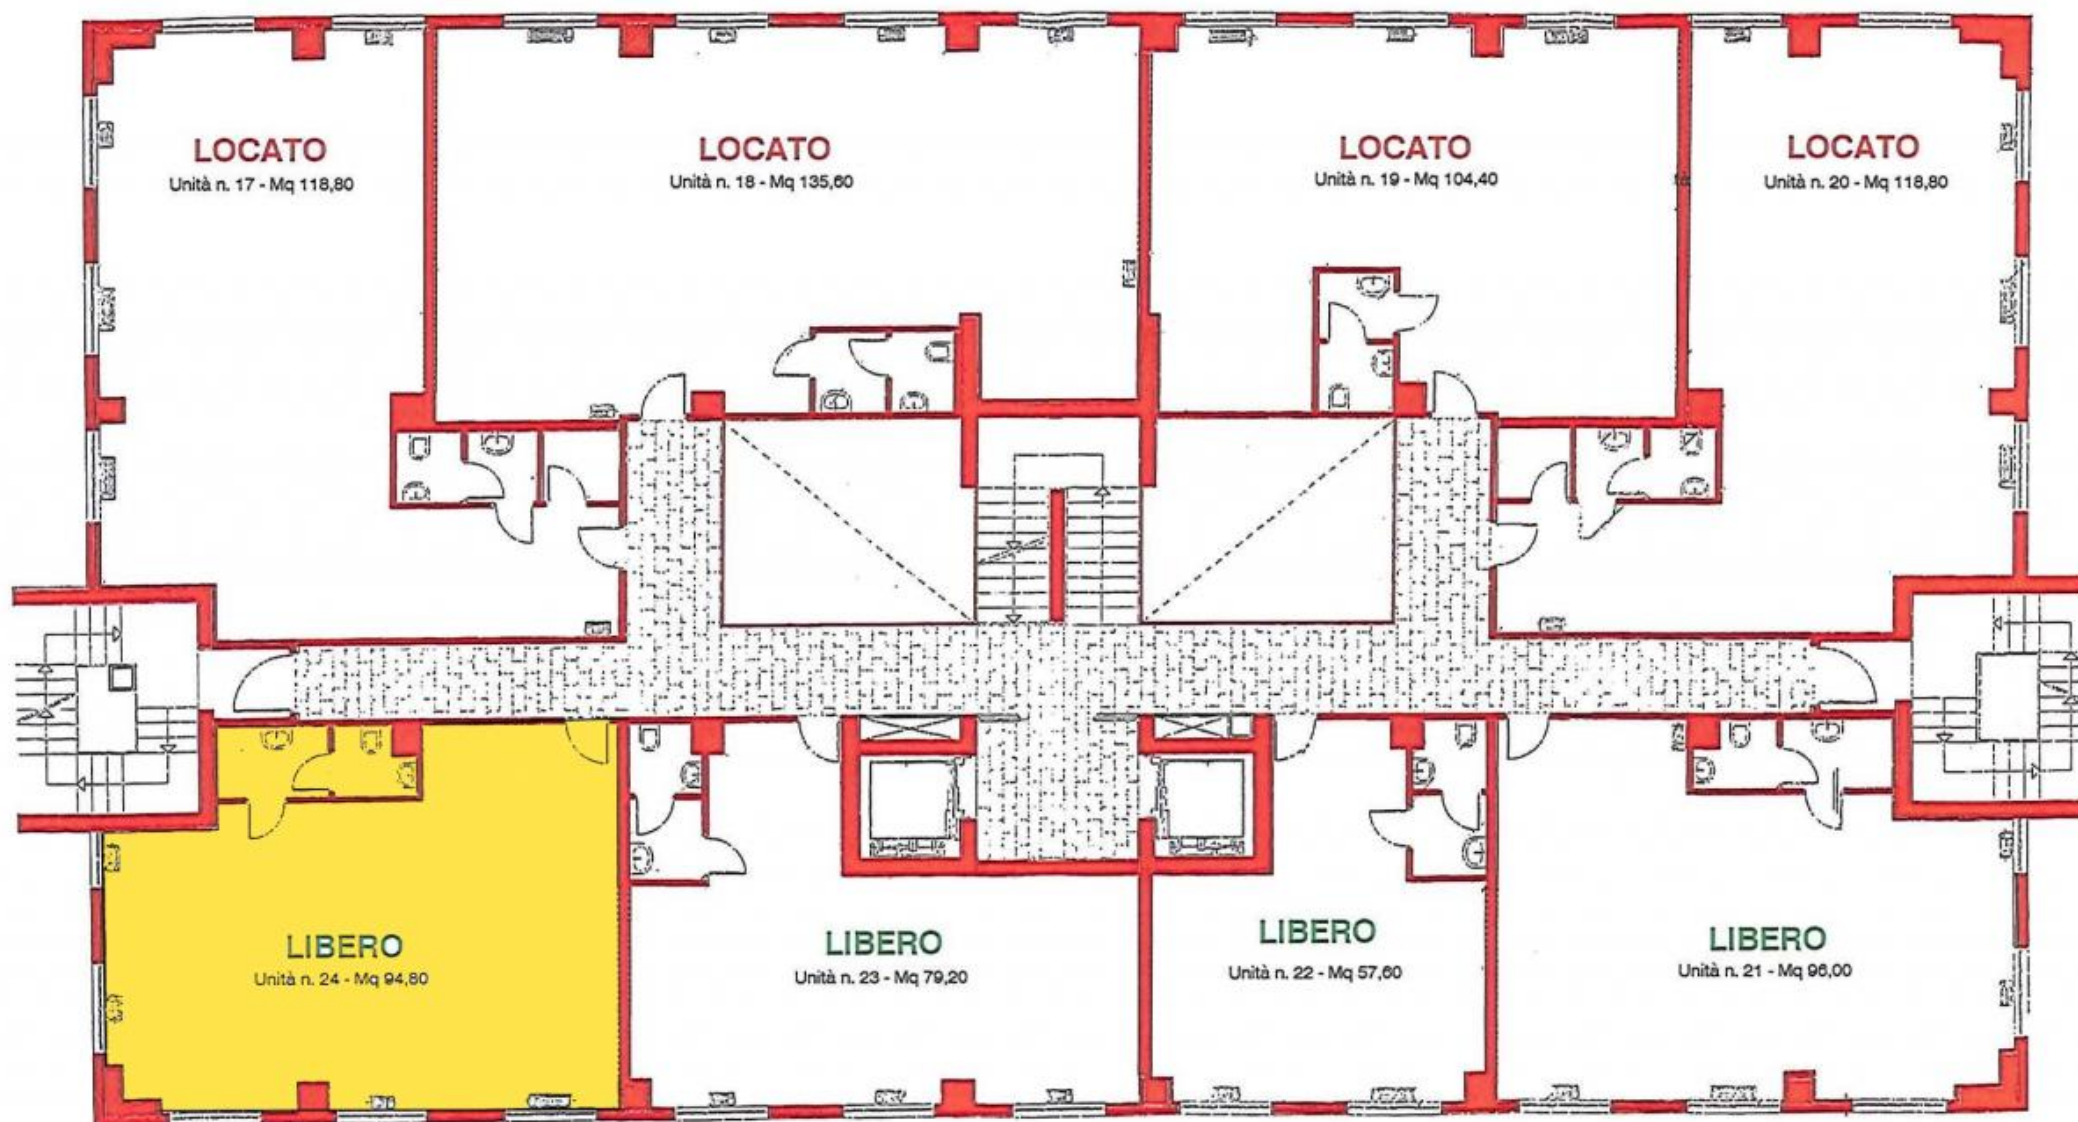 LOCATO
Unità n. 17 - Mq 118,80
LOCATO
Unità n. 18 - Mq 135,60
LOCATO
Unità n. 19 - Mq 104,40
LOCATO
Unità n. 20 - Mq 118,80
LIBERO
Unità n. 24 - Mq 94,80
LIBERO
Unità n. 23 - Mq 79,20
LIBERO
Unità n. 22 - Mq 57,60
LIBERO
Unità n. 21 - Mq 96,00